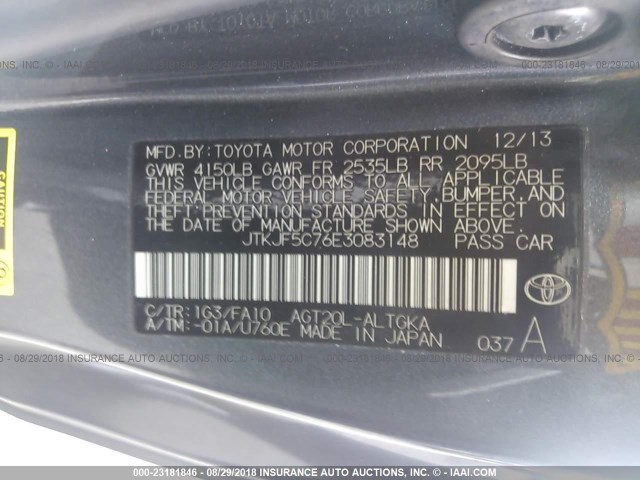 MFD.BY:TOYOTA MOTOR CORPORATION 12/13
GVWR 4150LB GAWR FR 2535LB RR 2095LB
THIS VEHICLE CONFORMS TO ALL APPLICABLE
FEDERAL MOTOR VEHICLE SAFETY, BUMPER, AND
THEFT PREVENTION STANDARDS IN EFFECT ON
THE DATE OF MANUFACTURE SHOWN ABOVE.
JTKJF5C76E3083148 PASS CAR
C/TR:1G3/FA10 AGT20L-ALTGKA
A/TM:-01A/U760E MADE IN JAPAN
037 A
CAUTION
000-23181846 - 08/29/2018 INSURANCE AUTO AUCTIONS INC. - © IAAI.COM